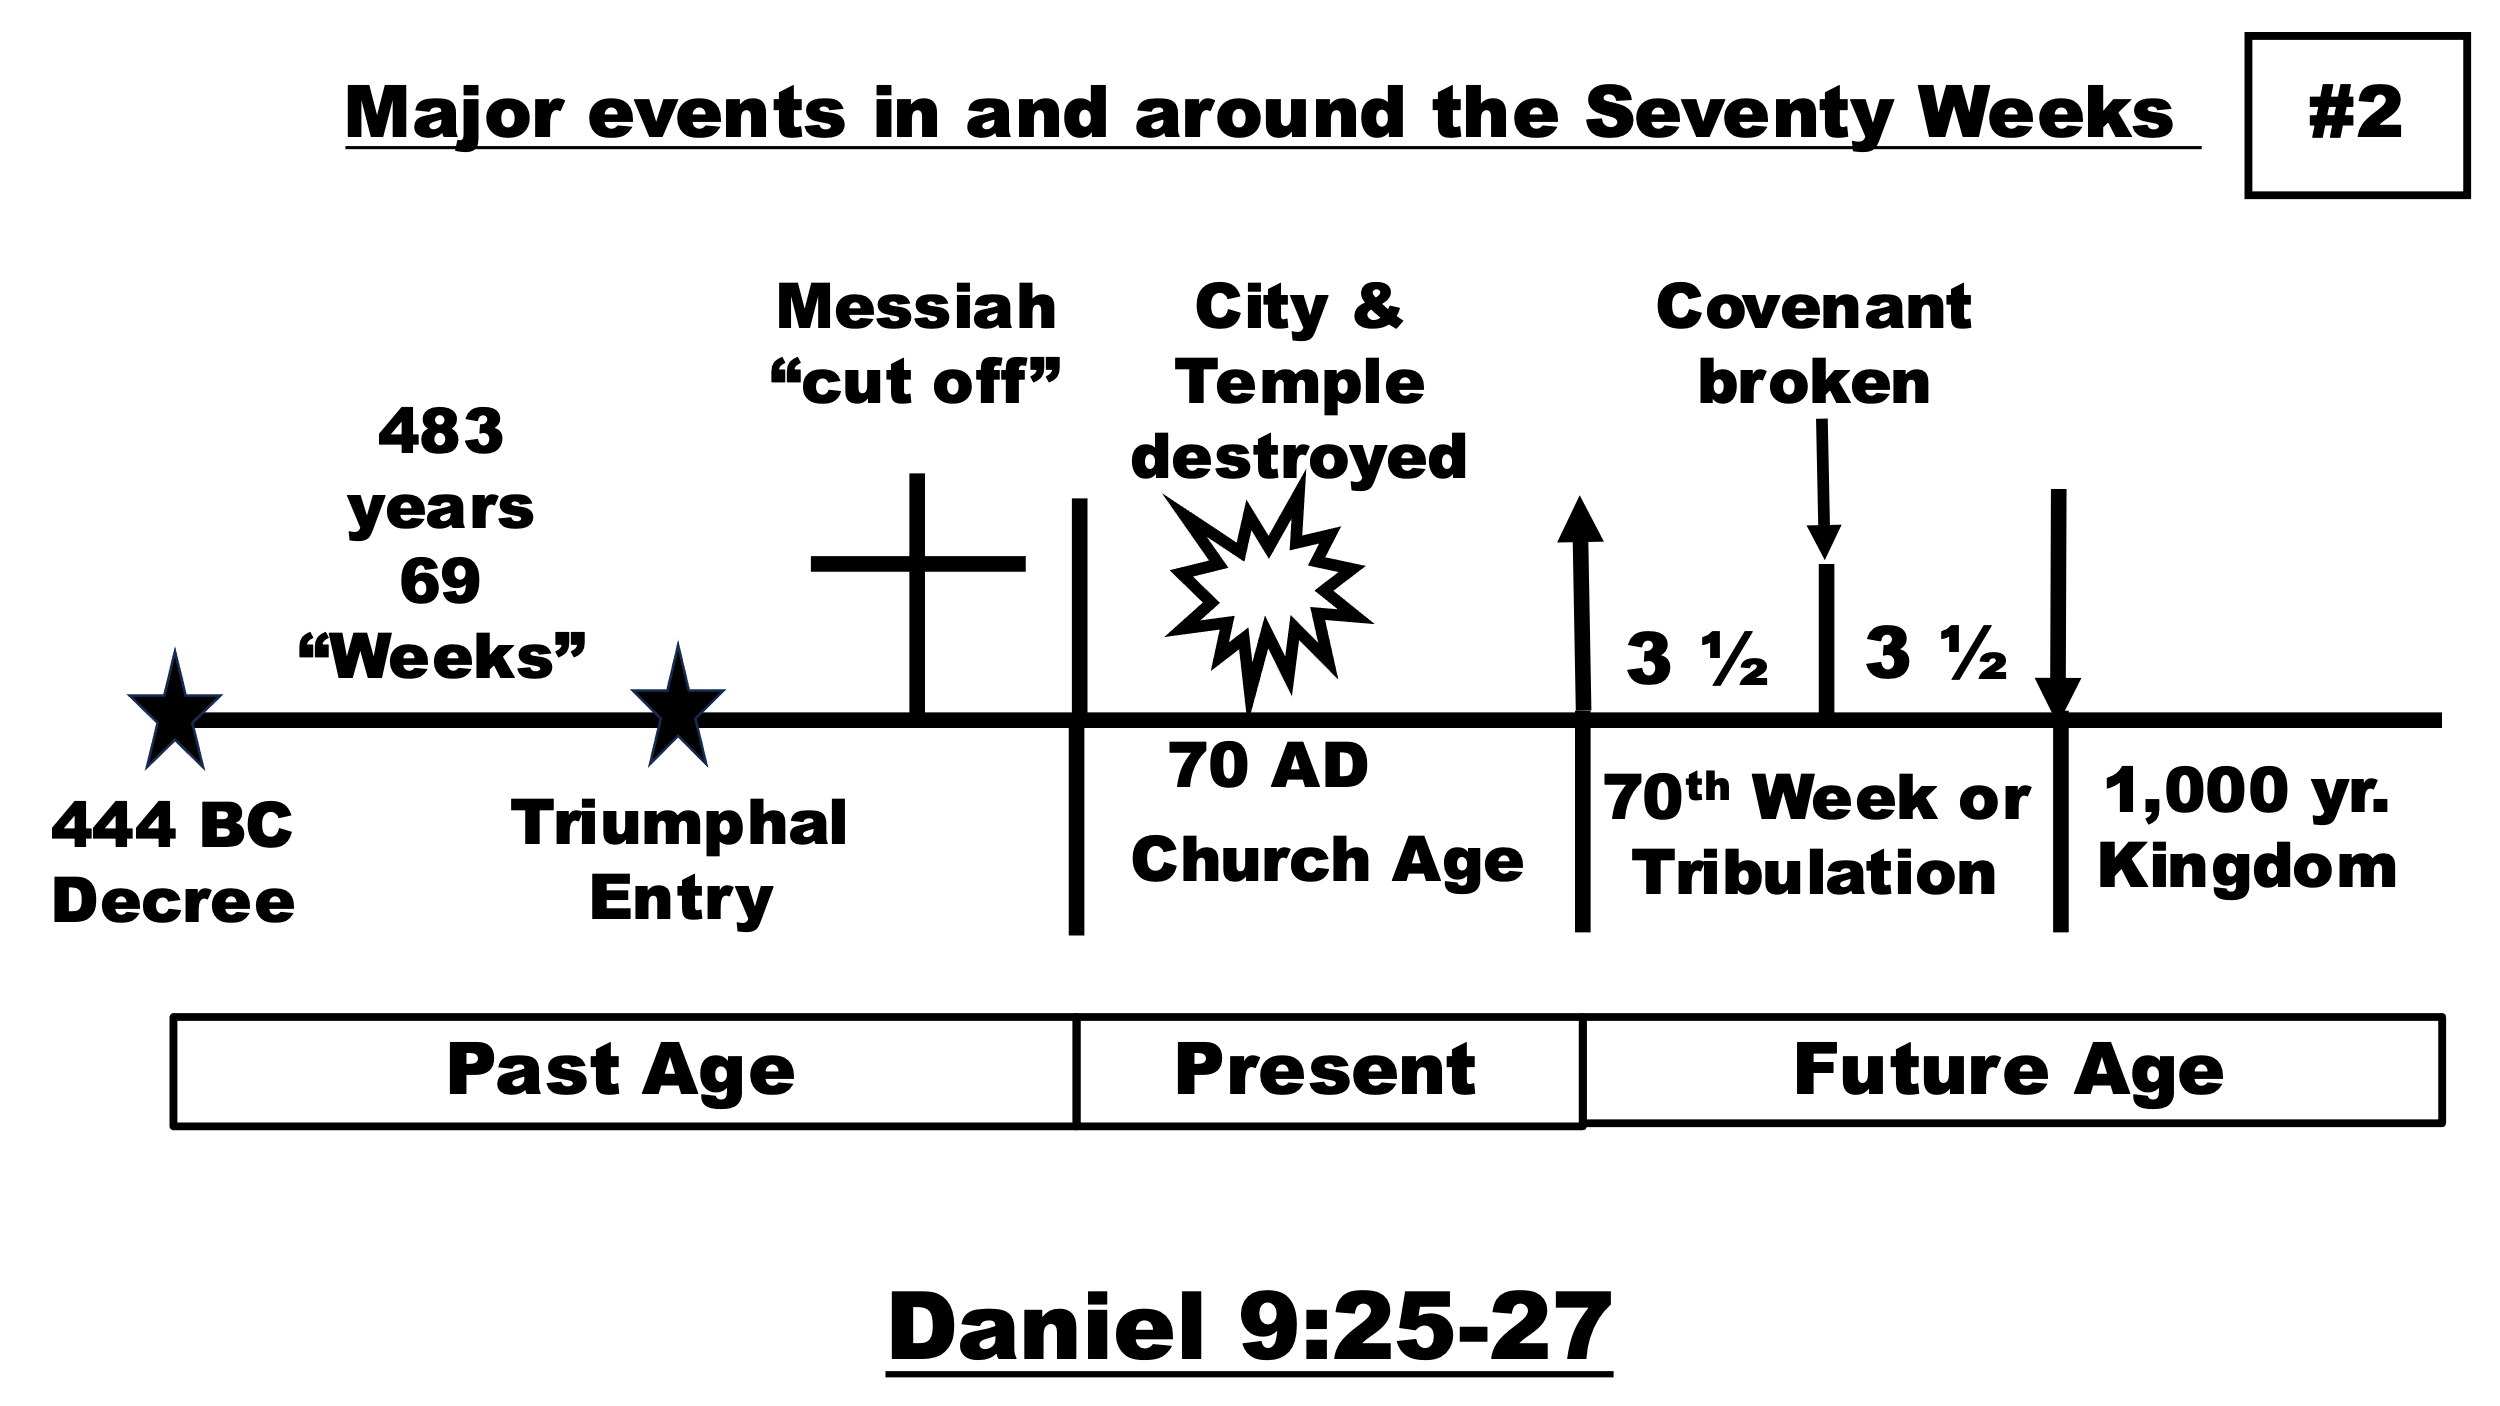 Major events in and around the Seventy Weeks
#2
Messiah
“cut off”
City &
Temple
destroyed
Covenant
broken
483
years
69
“Weeks”
3 ½
3 ½
444 BC
Decree
Triumphal
Entry
70 AD
Church Age
70th Week or
Tribulation
1,000 yr.
Kingdom
Past Age
Present
Future Age
Daniel 9:25-27